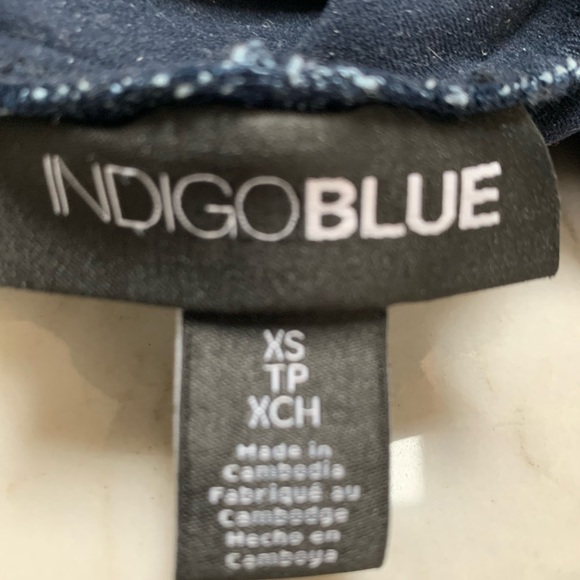 INDIGOBLUE
XS
TP
XCH
Made in
Cambodia
Fabriqué au
Cambodge
Hecho en
Camboya